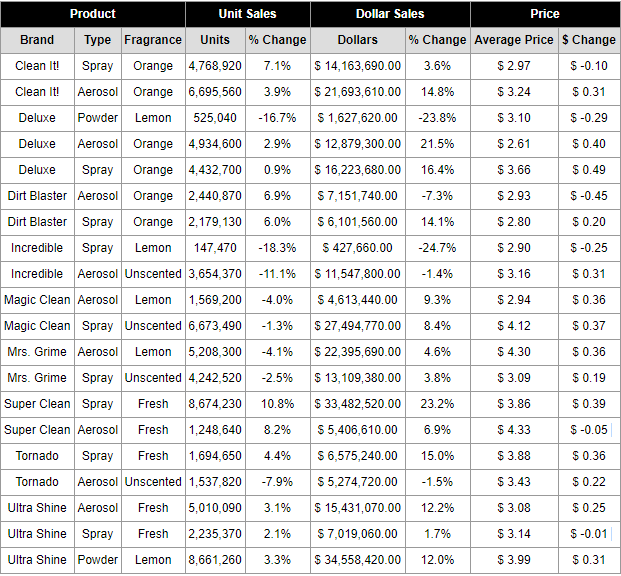 Product Unit Sales Dollar Sales Price
Brand Type Fragrance Units % Change Dollars % Change Average Price $ Change
Clean It! Spray Orange 4,768,920 7.1% $ 14,163,690.00 3.6% $ 2.97 $ -0.10
Clean It! Aerosol Orange 6,695,560 3.9% $ 21,693,610.00 14.8% $ 3.24 $ 0.31
Deluxe Powder Lemon 525,040 -16.7% $ 1,627,620.00 -23.8% $ 3.10 $ -0.29
Deluxe Aerosol Orange 4,934,600 2.9% $ 12,879,300.00 21.5% $ 2.61 $ 0.40
Deluxe Spray Orange 4,432,700 0.9% $ 16,223,680.00 16.4% $ 3.66 $ 0.49
Dirt Blaster Aerosol Orange 2,440,870 6.9% $ 7,151,740.00 -7.3% $ 2.93 $ -0.45
Dirt Blaster Spray Orange 2,179,130 6.0% $ 6,101,560.00 14.1% $ 2.80 $ 0.20
Incredible Spray Lemon 147,470 -18.3% $ 427,660.00 -24.7% $ 2.90 $ -0.25
Incredible Aerosol Unscented 3,654,370 -11.1% $ 11,547,800.00 -1.4% $ 3.16 $ 0.31
Magic Clean Aerosol Lemon 1,569,200 -4.0% $ 4,613,440.00 9.3% $ 2.94 $ 0.36
Magic Clean Spray Unscented 6,673,490 -1.3% $ 27,494,770.00 8.4% $ 4.12 $ 0.37
Mrs. Grime Aerosol Lemon 5,208,300 -4.1% $ 22,395,690.00 4.6% $ 4.30 $ 0.36
Mrs. Grime Spray Unscented 4,242,520 -2.5% $ 13,109,380.00 3.8% $ 3.09 $ 0.19
Super Clean Spray Fresh 8,674,230 10.8% $ 33,482,520.00 23.2% $ 3.86 $ 0.39
Super Clean Aerosol Fresh 1,248,640 8.2% $ 5,406,610.00 6.9% $ 4.33 $ -0.05
Tornado Spray Fresh 1,694,650 4.4% $ 6,575,240.00 15.0% $ 3.88 $ 0.36
Tornado Aerosol Unscented 1,537,820 -7.9% $ 5,274,720.00 -1.5% $ 3.43 $ 0.22
Ultra Shine Aerosol Fresh 5,010,090 3.1% $ 15,431,070.00 12.2% $ 3.08 $ 0.25
Ultra Shine Spray Fresh 2,235,370 2.1% $ 7,019,060.00 1.7% $ 3.14 $ -0.01
Ultra Shine Powder Lemon 8,661,260 3.3% $ 34,558,420.00 12.0% $ 3.99 $ 0.31